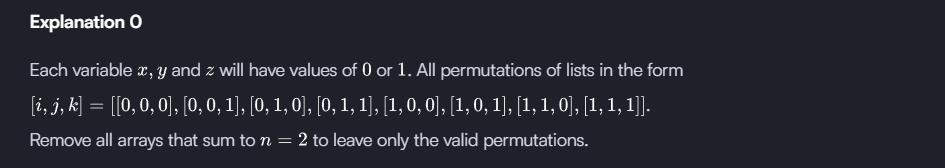 Explanation 0
Each variable x, y and z will have values of 0 or 1. All permutations of lists in the form
[i, j, k] = [[0, 0, 0], [0, 0, 1], [0, 1, 0], [0, 1, 1], [1, 0, 0], [1, 0, 1], [1, 1, 0], [1, 1, 1]].
Remove all arrays that sum to n = 2 to leave only the valid permutations.